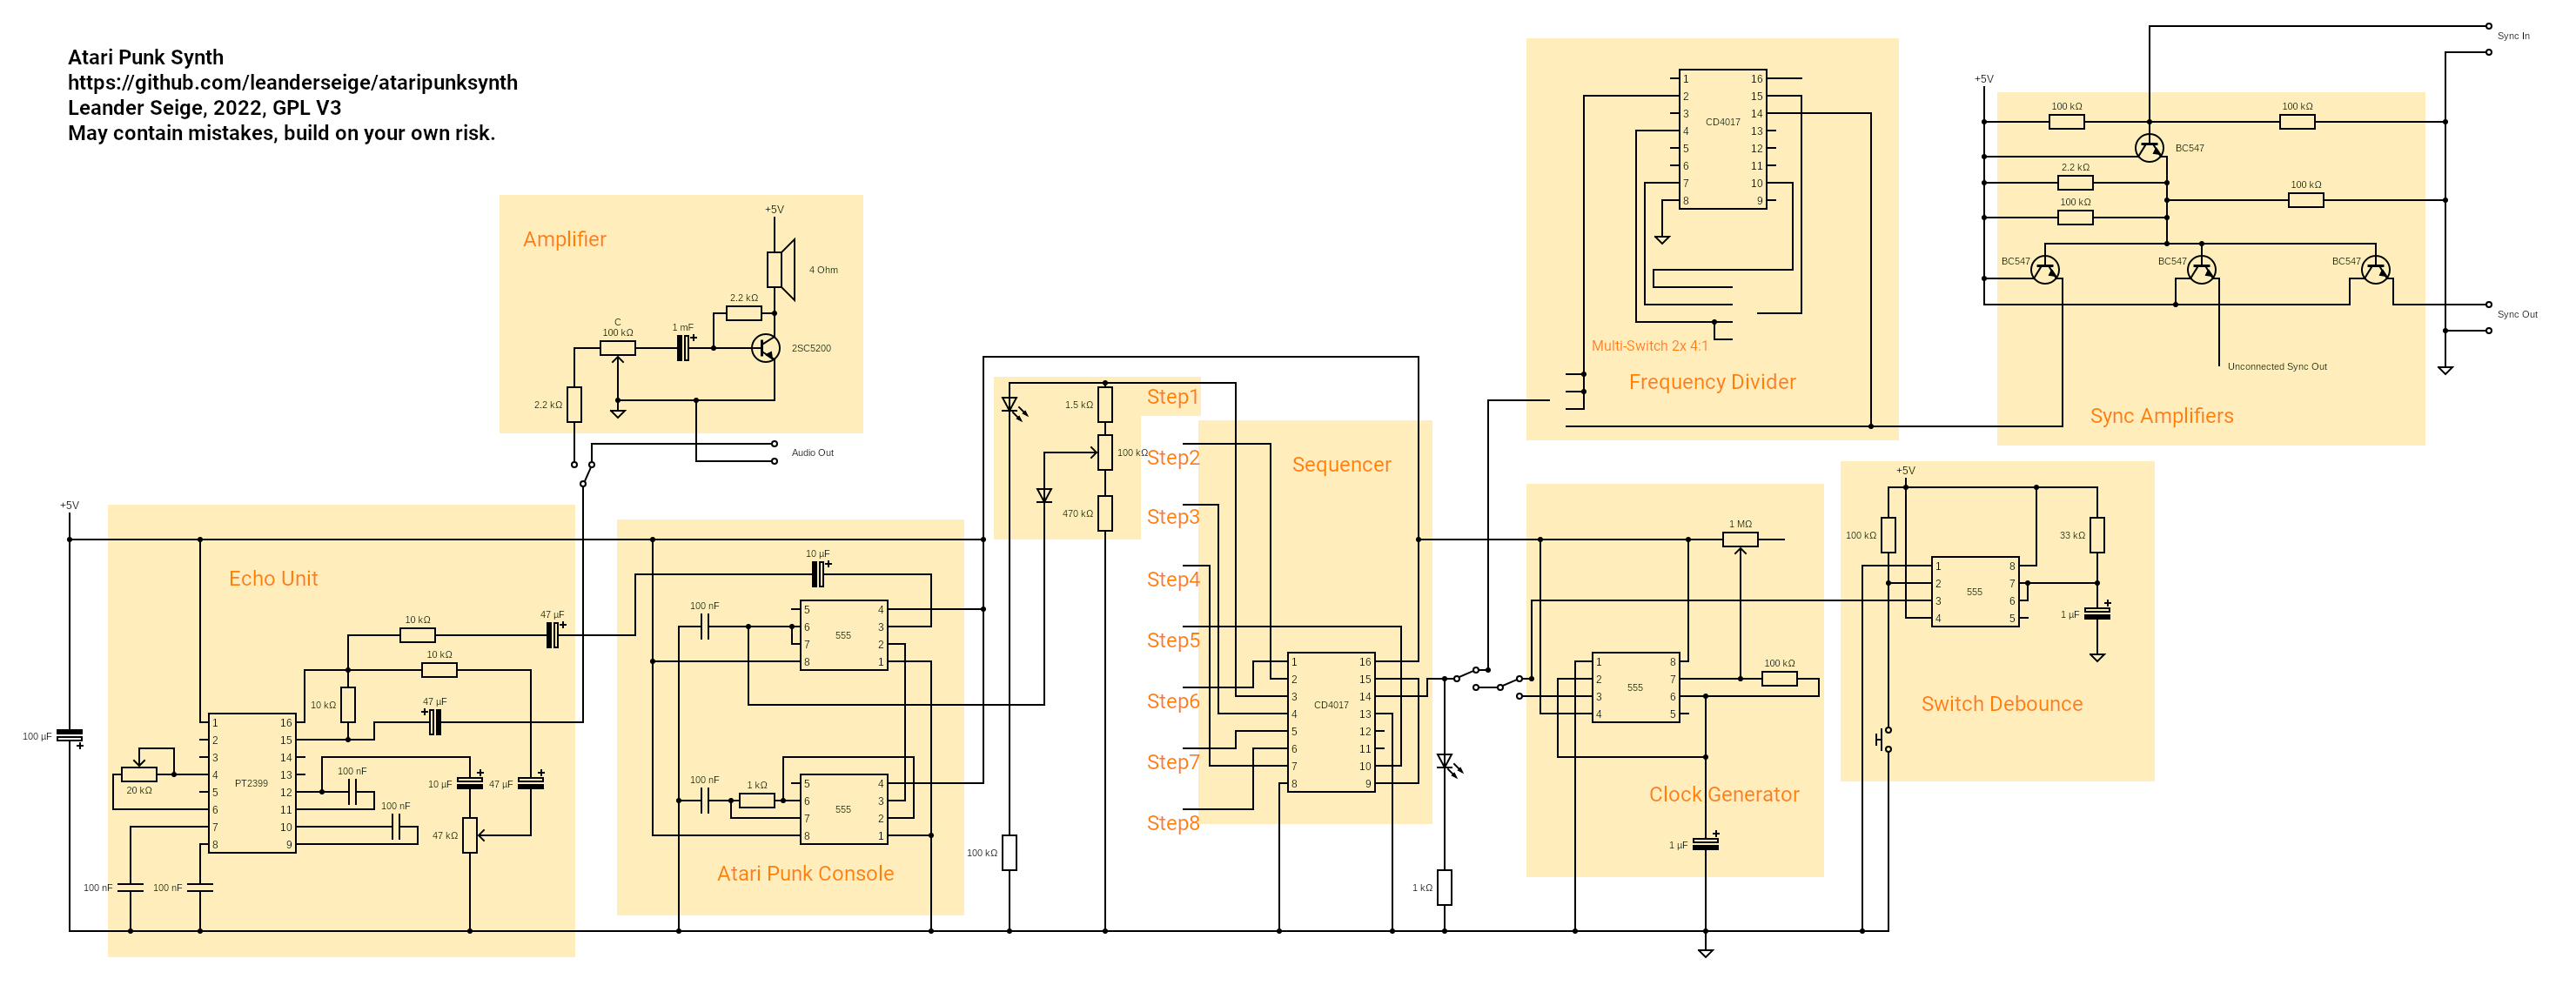 Atari Punk Synth
https://github.com/leanderseige/ataripunksynth
Leander Seige, 2022, GPL V3
May contain mistakes, build on your own risk.
Amplifier
+5V
4 Ohm
2.2 kΩ
C
100 kΩ
1 mF
2SC5200
2.2 kΩ
Audio Out
+5V
100 µF
Echo Unit
10 kΩ
47 µF
10 kΩ
10 kΩ
47 µF
1 16
2 15
3 14
4 13
5 12
6 11
7 10
8 9
PT2399
20 kΩ
100 nF
100 nF
10 µF
47 µF
47 kΩ
100 nF
100 nF
10 µF
100 nF
5 4
6 3
7 2
8 1
555
100 nF
1 kΩ
5 4
6 3
7 2
8 1
555
Atari Punk Console
1.5 kΩ
100 kΩ
470 kΩ
100 kΩ
Step1
Step2
Step3
Step4
Step5
Step6
Step7
Step8
Sequencer
1 16
2 15
3 14
4 13
5 12
6 11
7 10
8 9
CD4017
1 kΩ
1 16
2 15
3 14
4 13
5 12
6 11
7 10
8 9
CD4017
Multi-Switch 2x 4:1
Frequency Divider
1 MΩ
100 kΩ
1 8
2 7
3 6
4 5
555
Clock Generator
1 µF
+5V
100 kΩ
33 kΩ
1 8
2 7
3 6
4 5
555
1 µF
Switch Debounce
Sync In
+5V
100 kΩ
100 kΩ
BC547
2.2 kΩ
100 kΩ
100 kΩ
BC547
BC547
BC547
Sync Out
Unconnected Sync Out
Sync Amplifiers